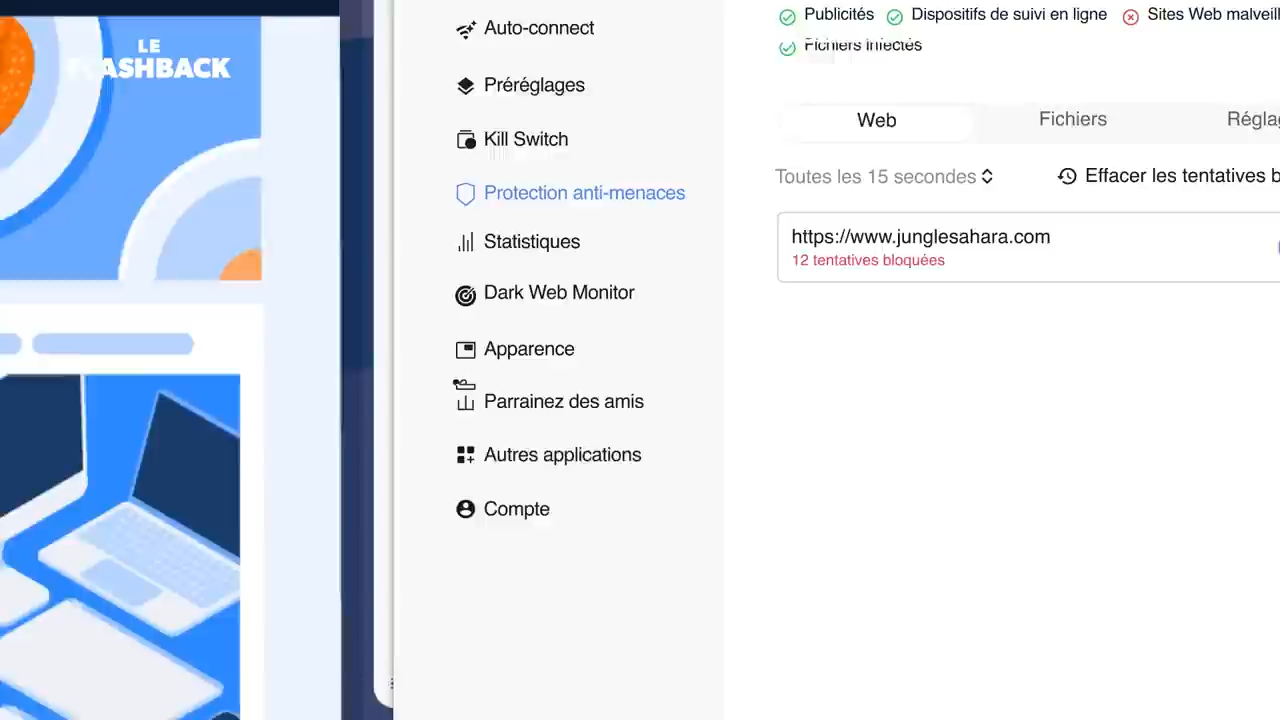 LE
FLASHBACK
Auto-connect
Préréglages
Kill Switch
Protection anti-menaces
Statistiques
Dark Web Monitor
Apparence
Parrainez des amis
Autres applications
Compte
Publicités Dispositifs de suivi en ligne Sites Web malveill
Fichiers infectés
Web Fichiers Réglag
Toutes les 15 secondes Effacer les tentatives b
https://www.junglesahara.com
12 tentatives bloquées